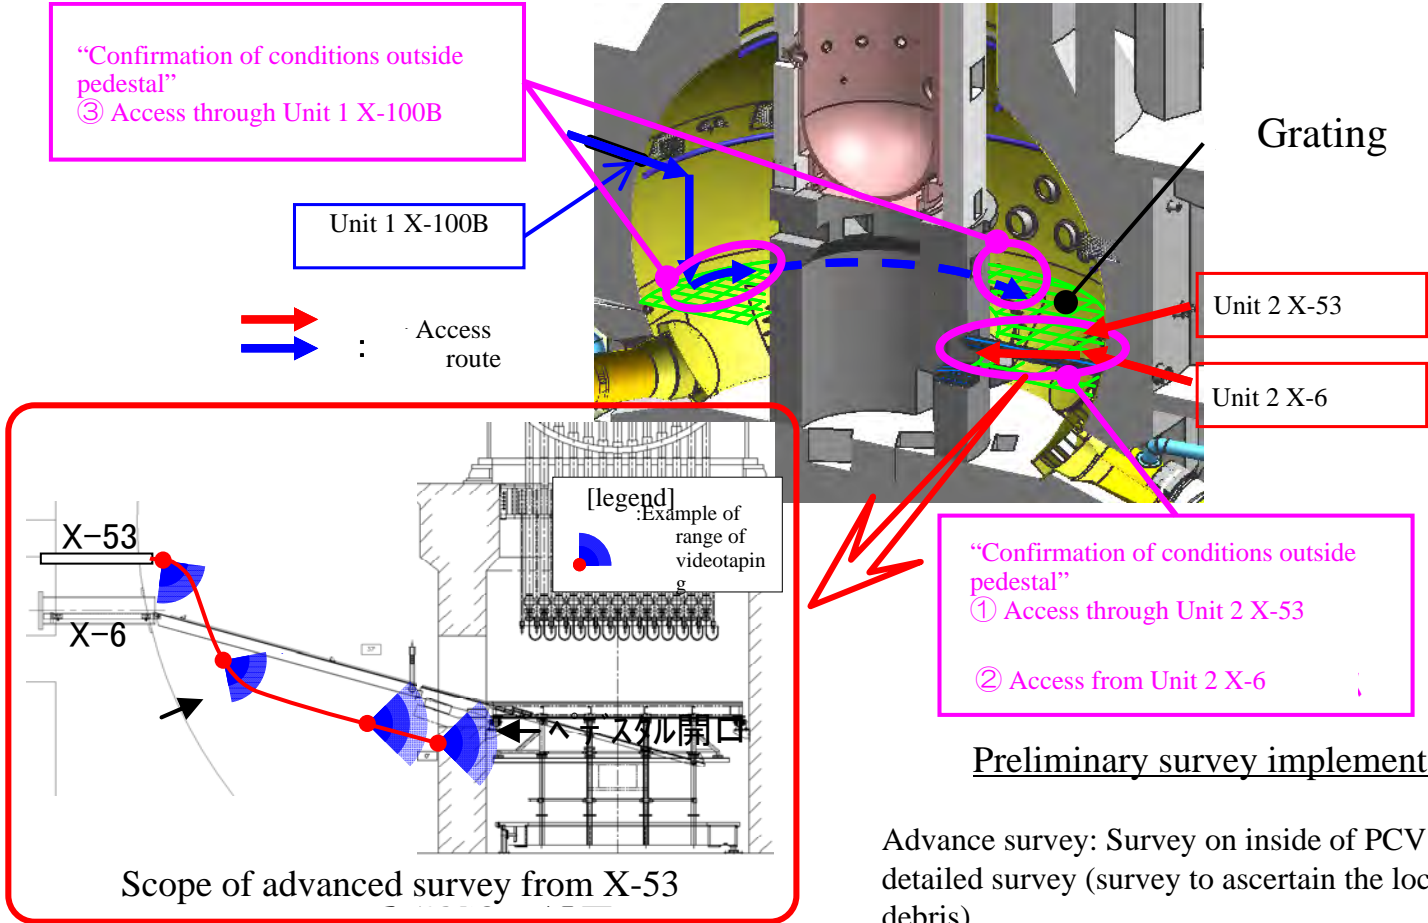 “Confirmation of conditions outside
pedestal”
③ Access through Unit 1 X-100B
Grating
Unit 1 X-100B
Unit 2 X-53
Unit 2 X-6
: Access
route
[legend]
:Example of
range of
videotapin
g
X-53
X-6
ペデスタル開口
Scope of advanced survey from X-53
“Confirmation of conditions outside
pedestal”
① Access through Unit 2 X-53
② Access from Unit 2 X-6
Preliminary survey implement
Advance survey: Survey on inside of PCV
detailed survey (survey to ascertain the loc
debris)